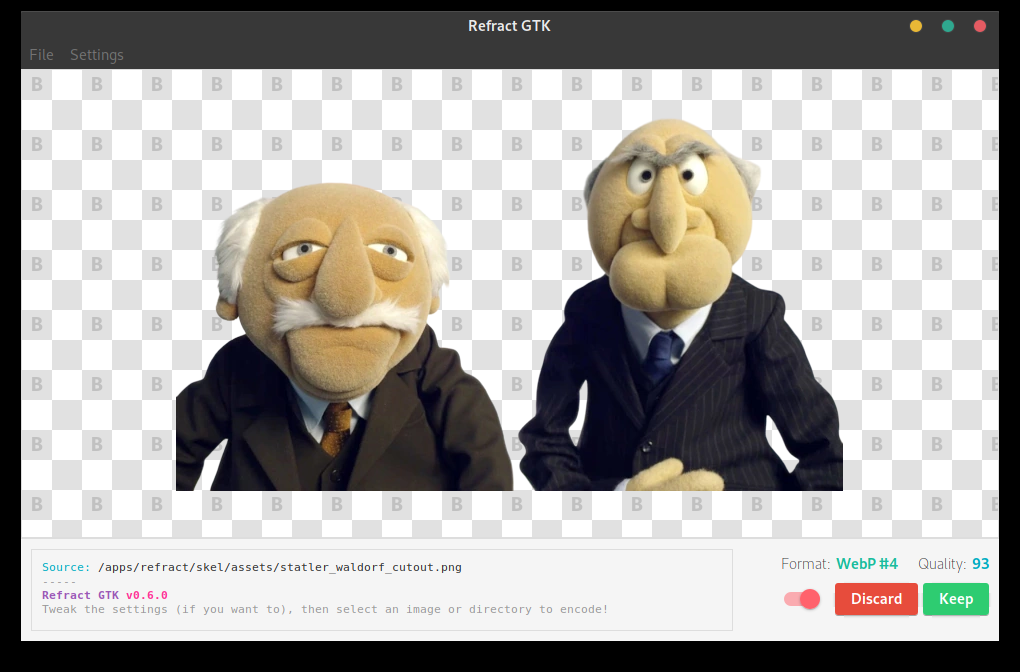 Refract GTK
File Settings
B B B B B B B B B B B B B B B B B
B B B B B B B B B B B B B B B
B B B B B B B B B B B
B B B B B B B B B B
B B B B B B B
B B B B B B
B B B B B B
B B B B B B B B B B B B B B B B B
Source: /apps/refract/skel/assets/statler_waldorf_cutout.png
-----
Refract GTK v0.6.0
Tweak the settings (if you want to), then select an image or directory to encode!
Format: WebP #4 Quality: 93
Discard Keep